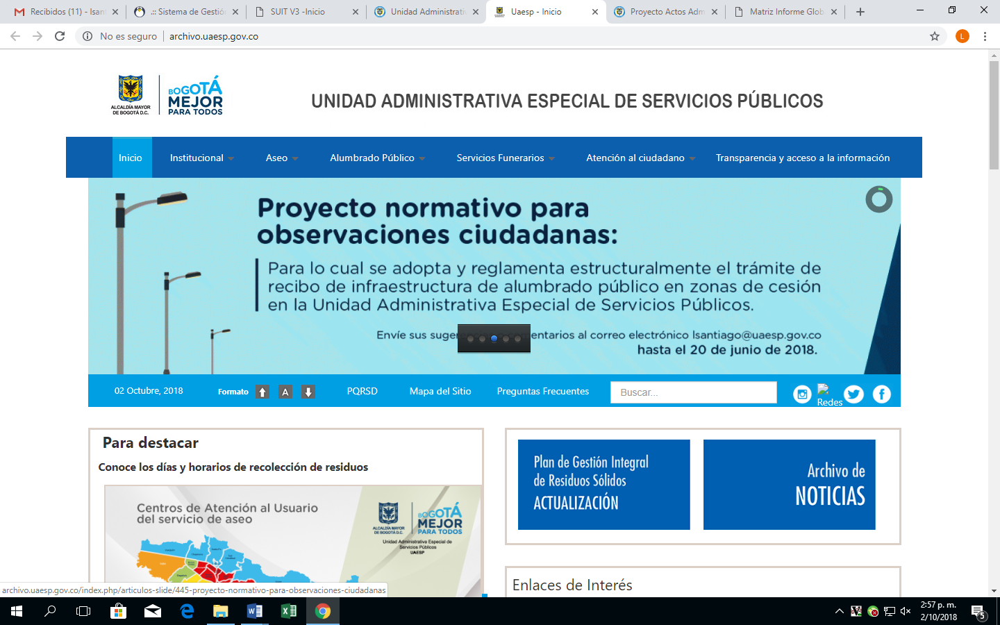 Recibidos (11) - lsan
.:: Sistema de Gestión
SUIT V3 -Inicio
Unidad Administrati
Uaesp - Inicio
Proyecto Actos Adm
Matriz Informe Glob
No es seguro
archivo.uaesp.gov.co
L
ALCALDÍA MAYOR
DE BOGOTÁ D.C.
BOGOTÁ
MEJOR
PARA TODOS
UNIDAD ADMINISTRATIVA ESPECIAL DE SERVICIOS PÚBLICOS
Inicio
Institucional
Aseo
Alumbrado Público
Servicios Funerarios
Atención al ciudadano
Transparencia y acceso a la información
Proyecto normativo para
observaciones ciudadanas:
Para lo cual se adopta y reglamenta estructuralmente el trámite de
recibo de infraestructura de alumbrado público en zonas de cesión
en la Unidad Administrativa Especial de Servicios Públicos.
Envíe sus suger entarios al correo electrónico lsantiago@uaesp.gov.co
hasta el 20 de junio de 2018.
02 Octubre, 2018
Formato
A
PQRSD
Mapa del Sitio
Preguntas Frecuentes
Buscar...
Redes
Para destacar
Conoce los días y horarios de recolección de residuos
Centros de Atención al Usuario
del servicio de aseo
ALCALDÍA MAYOR
DE BOGOTÁ D.C.
BOGOTÁ
MEJOR
PARA TODOS
Unidad Administrativa Especial de
Servicios Públicos
UAESP
Plan de Gestión Integral
de Residuos Sólidos
ACTUALIZACIÓN
Archivo de
NOTICIAS
Enlaces de Interés
archivo.uaesp.gov.co/index.php/articulos-slide/445-proyecto-normativo-para-observaciones-ciudadanas
2:57 p. m.
2/10/2018
5